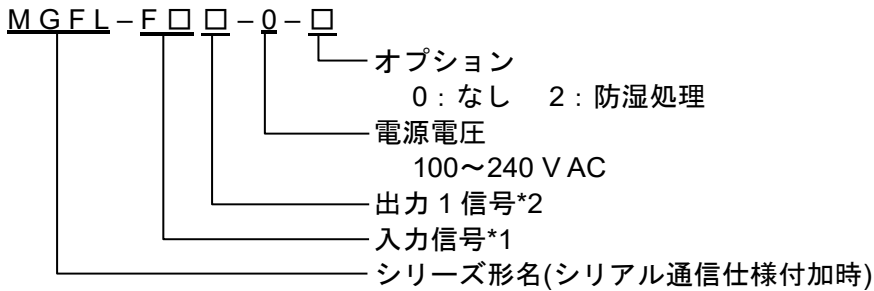 MGFL–F□□–0–□
オプション
0：なし 2：防湿処理
電源電圧
100～240 V AC
出力1信号*2
入力信号*1
シリーズ形名(シリアル通信仕様付加時)